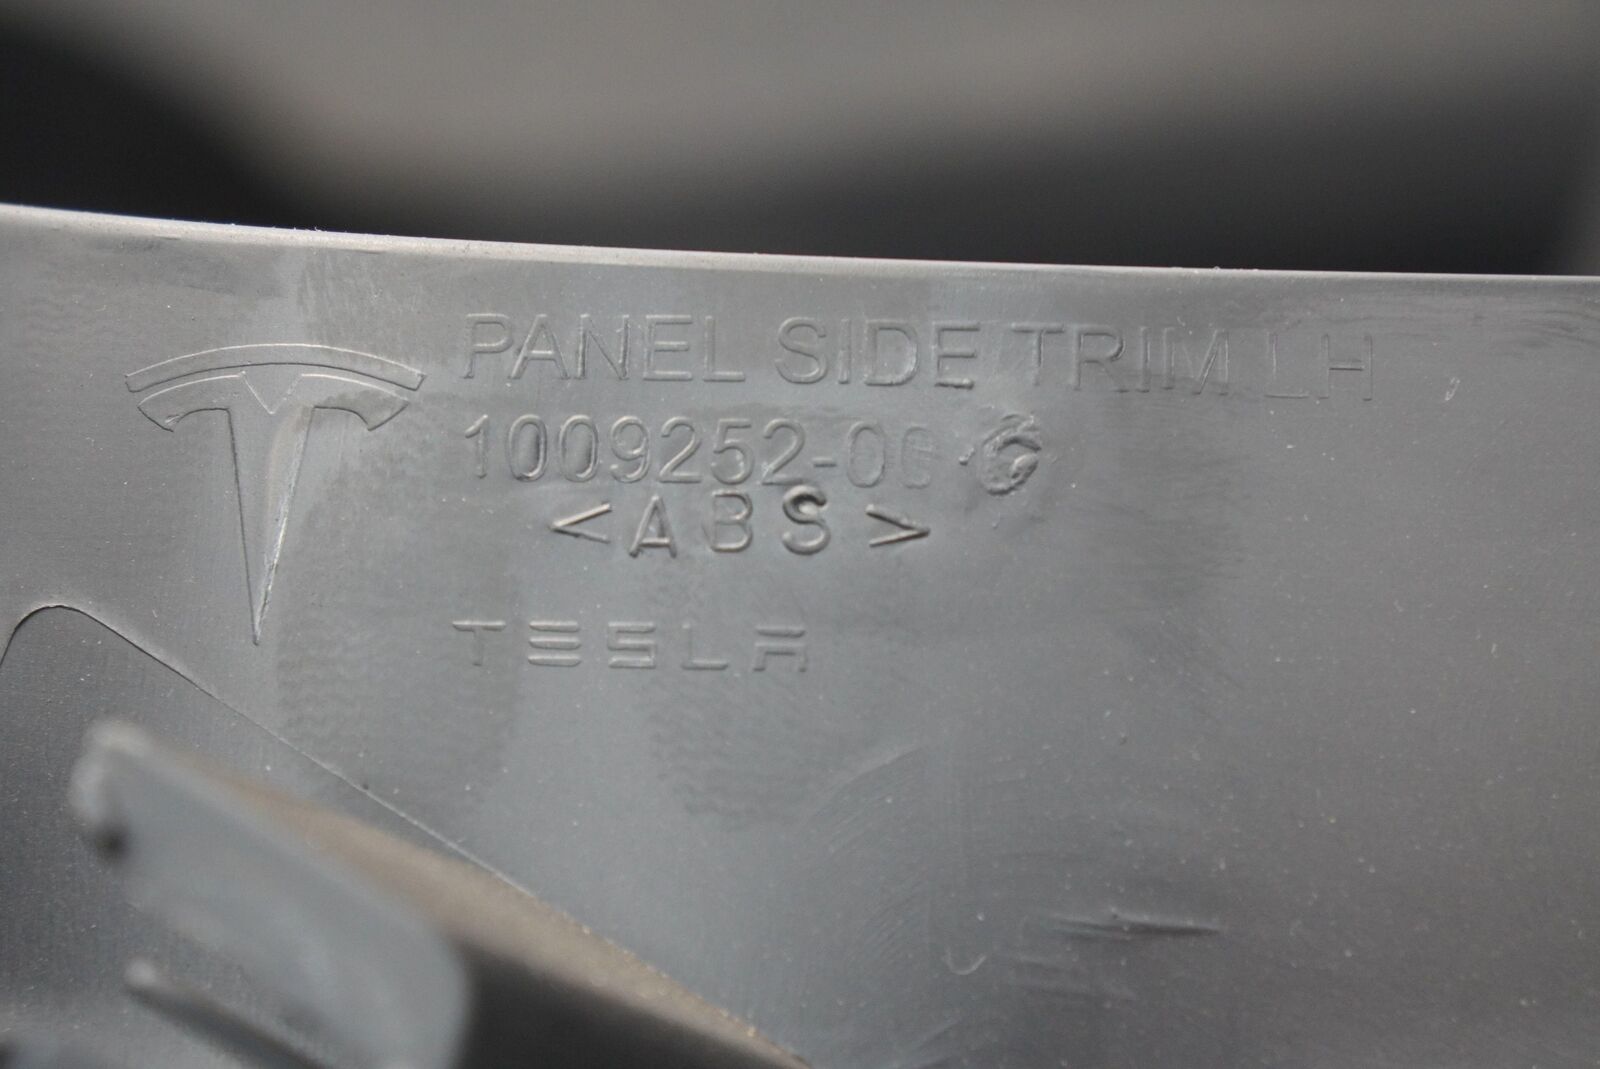 PANEL SIDE TRIM LH
1009252-00-G
<ABS>
TESLA